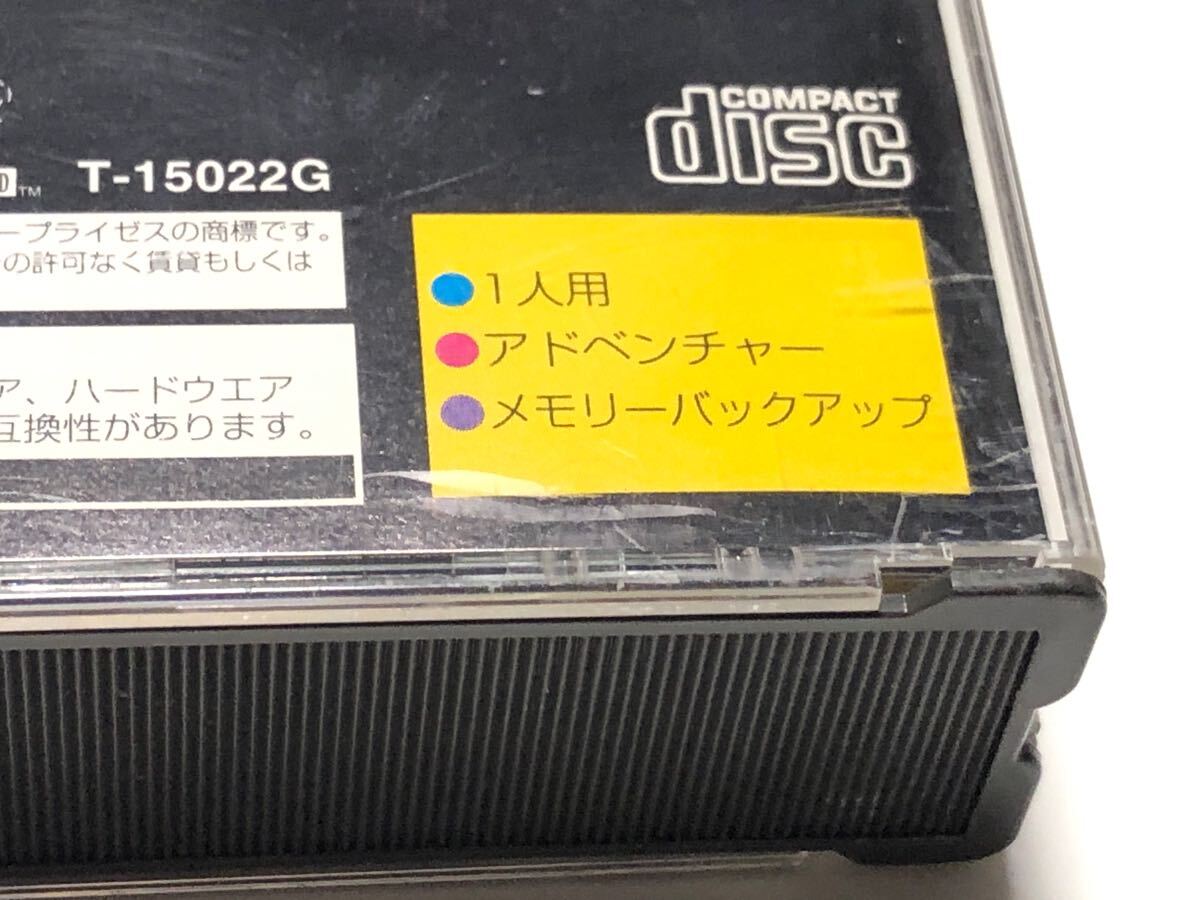 COMPACT
disc
™ T-15022G
ープライゼスの商標です。
の許可なく賃貸もしくは
ア、ハードウエア
互換性があります。
1人用
アドベンチャー
メモリーバックアップ